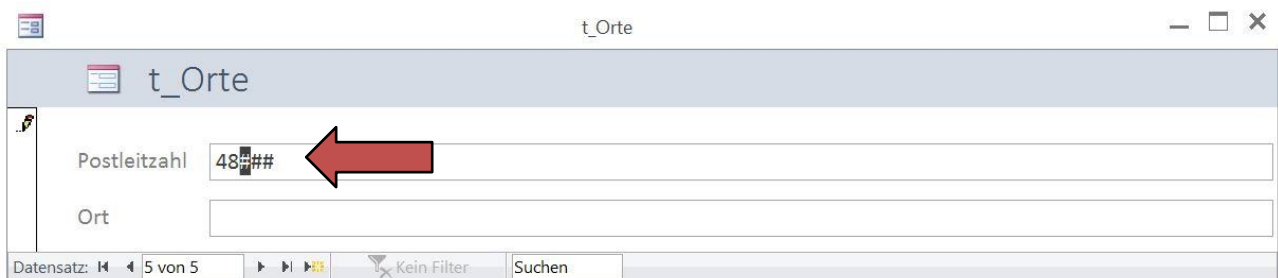 t_Orte
t_Orte
Postleitzahl 48###
Ort
Datensatz: 5 von 5 Kein Filter Suchen